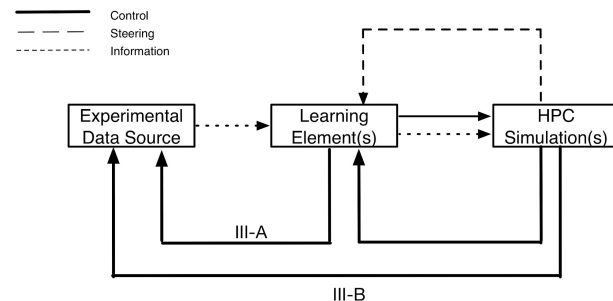 Control
Steering
Information
Experimental
Data Source
Learning
Element(s)
HPC
Simulation(s)
III-A
III-B